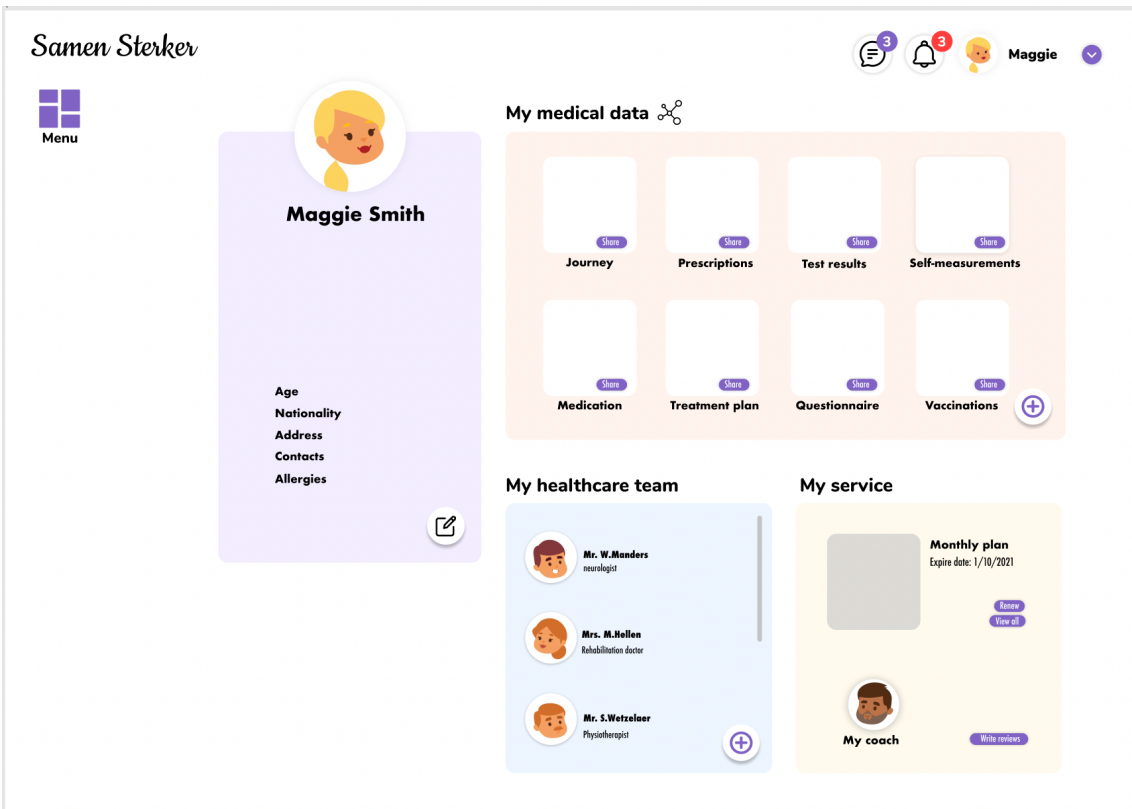 Samen Sterker
3
3
Maggie
Menu
Maggie Smith
Age
Nationality
Address
Contacts
Allergies
My medical data
Share
Share
Share
Share
Journey
Prescriptions
Test results
Self-measurements
Share
Share
Share
Share
Medication
Treatment plan
Questionnaire
Vaccinations
My healthcare team
Mr. W.Manders
neurologist
Mrs. M.Hellen
Rehabilitation doctor
Mr. S.Wetzelaer
Physiotherapist
My service
Monthly plan
Expire date: 1/10/2021
Renew
View all
My coach
Write reviews